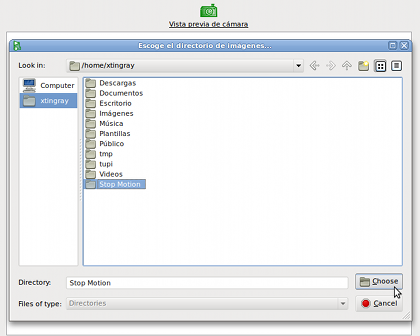 Vista previa de cámara
Escoge el directorio de imágenes...
Look in:
/home/xtingray
Computer
xtingray
Descargas
Documentos
Escritorio
Imágenes
Música
Plantillas
Público
tmp
tupi
Videos
Stop Motion
Directory:
Stop Motion
Choose
Files of type:
Directories
Cancel